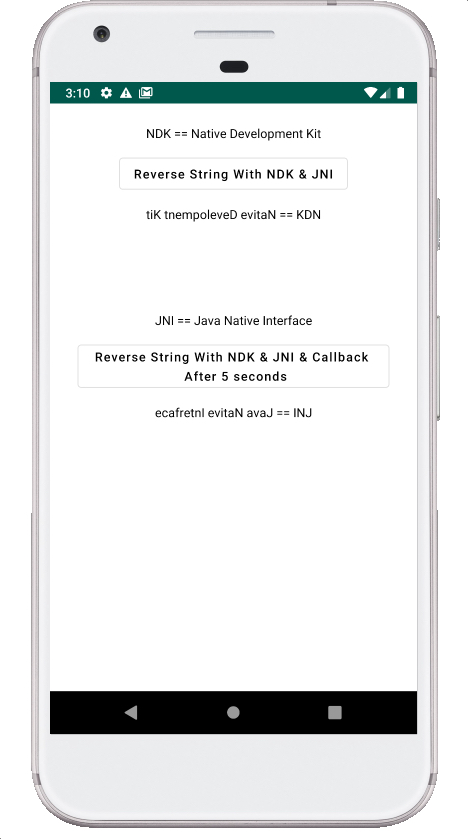 3:10
NDK == Native Development Kit
Reverse String With NDK & JNI
tiK tnempoleveD evitaN == KDN
JNI == Java Native Interface
Reverse String With NDK & JNI & Callback
After 5 seconds
ecafretnI evitaN avaJ == INJ